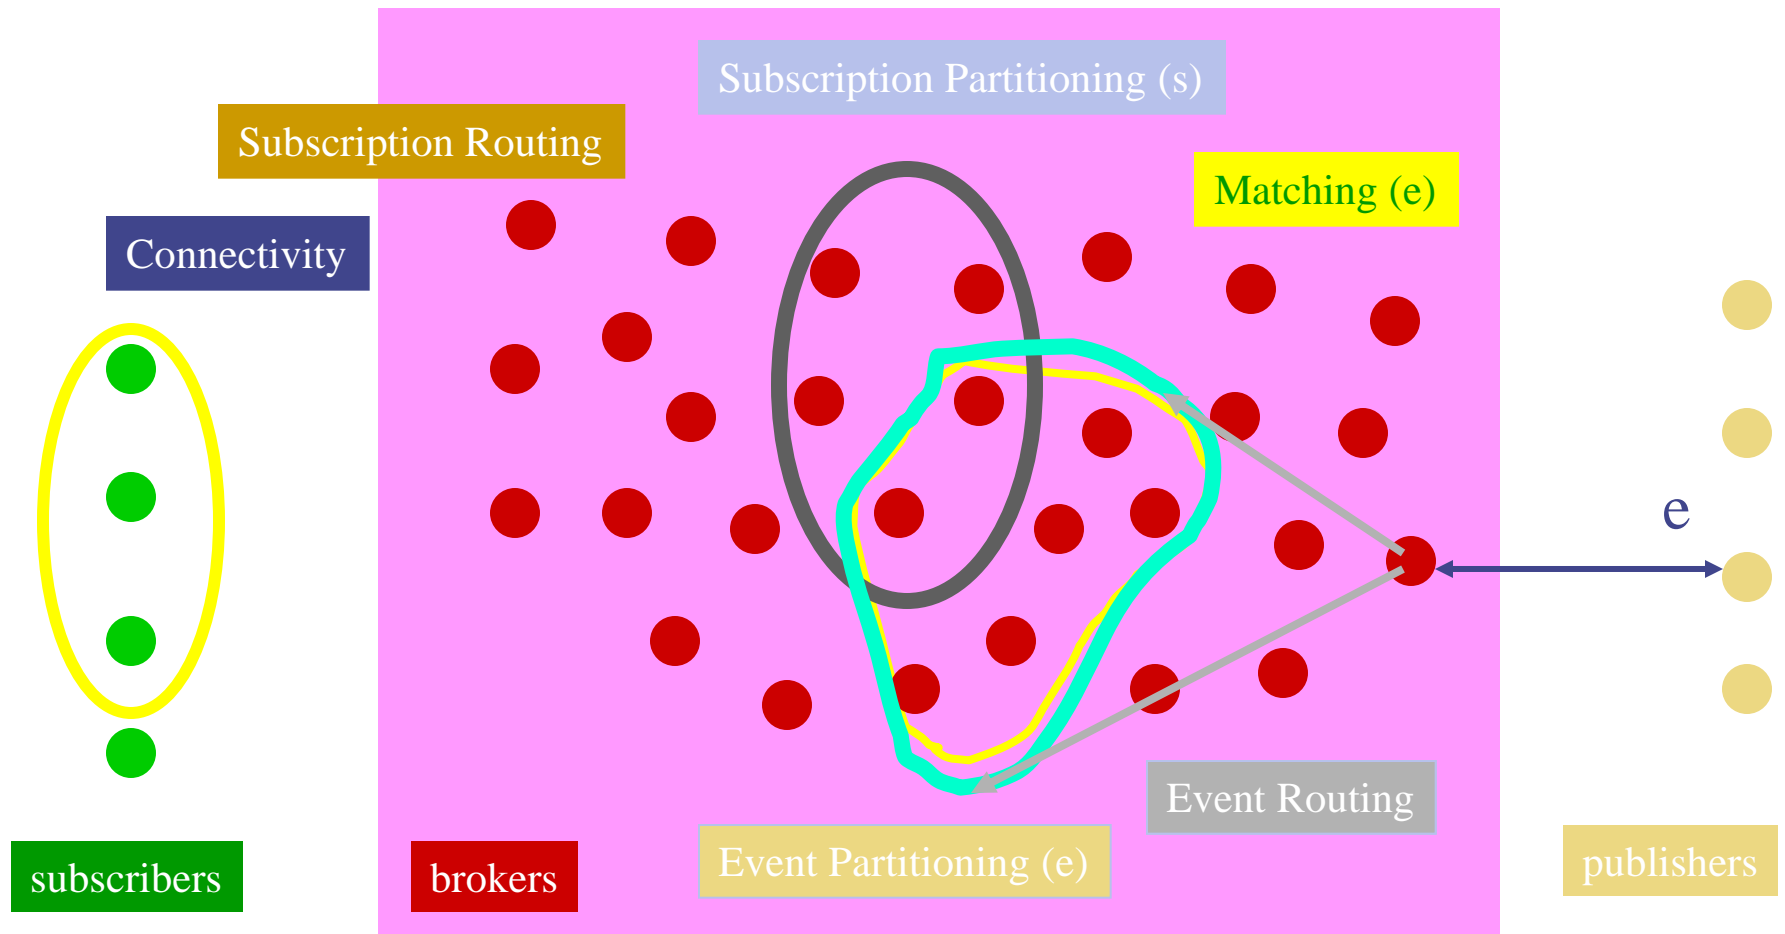 Subscription Partitioning (s)
Subscription Routing
Matching (e)
Connectivity
e
Event Routing
subscribers
brokers
Event Partitioning (e)
publishers